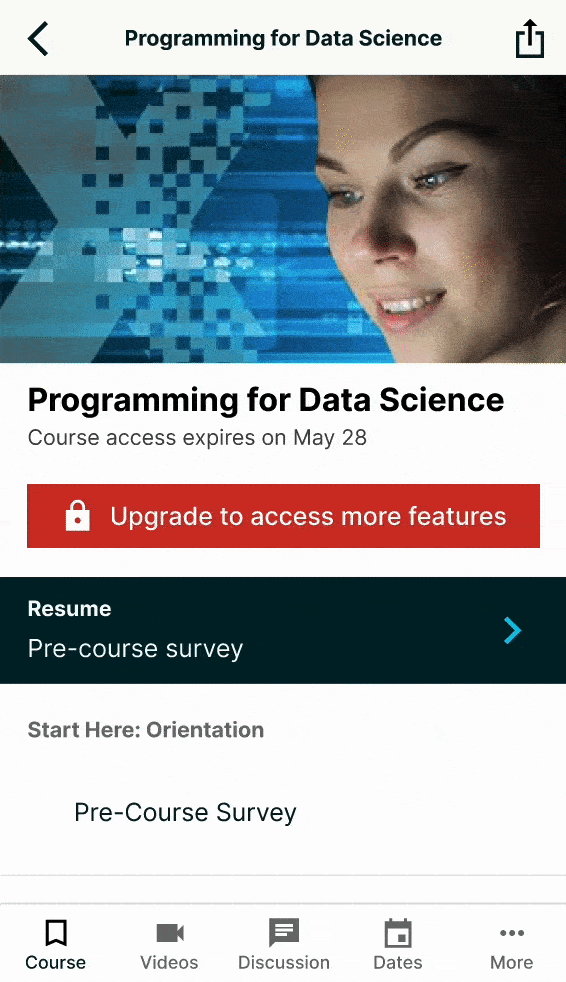 Programming for Data Science
Programming for Data Science
Course access expires on May 28
Upgrade to access more features
Resume
Pre-course survey
Start Here: Orientation
Pre-Course Survey
Course
Videos
Discussion
Dates
More